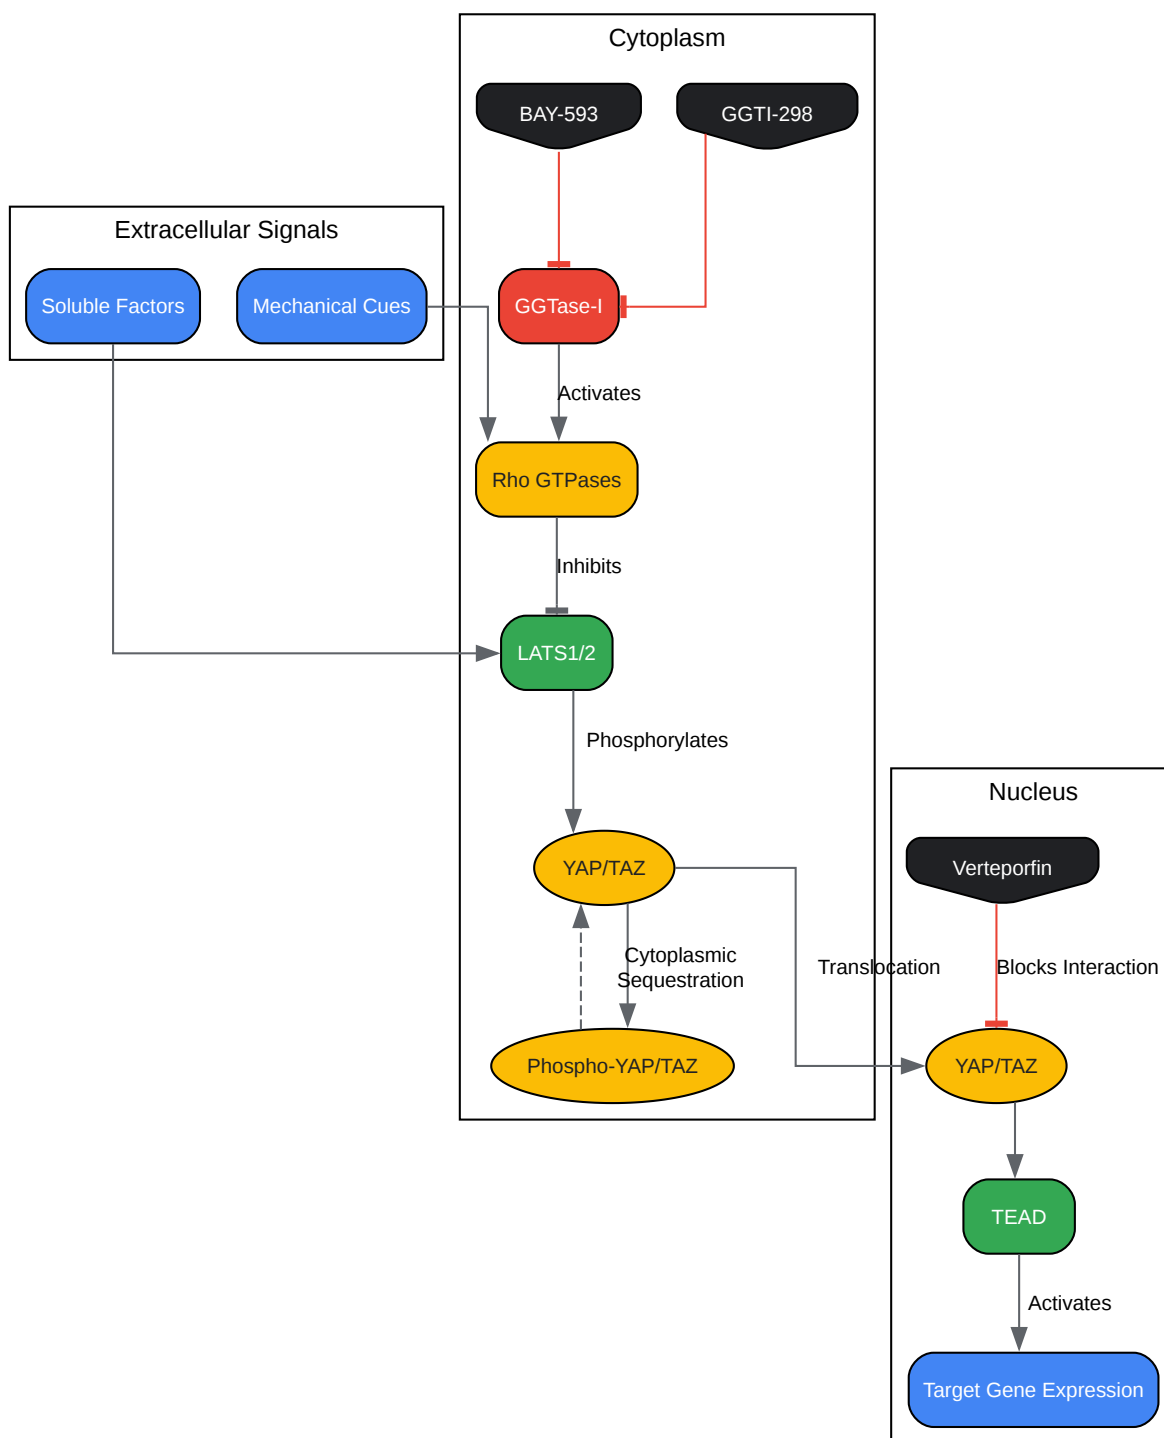 Cytoplasm
BAY-593
GGTI-298
Extracellular Signals
Soluble Factors
Mechanical Cues
GGTase-I
Activates
Rho GTPases
Inhibits
LATS1/2
Phosphorylates
Nucleus
YAP/TAZ
Verteporfin
Cytoplasmic
Sequestration
Translocation
Blocks Interaction
Phospho-YAP/TAZ
YAP/TAZ
TEAD
Activates
Target Gene Expression